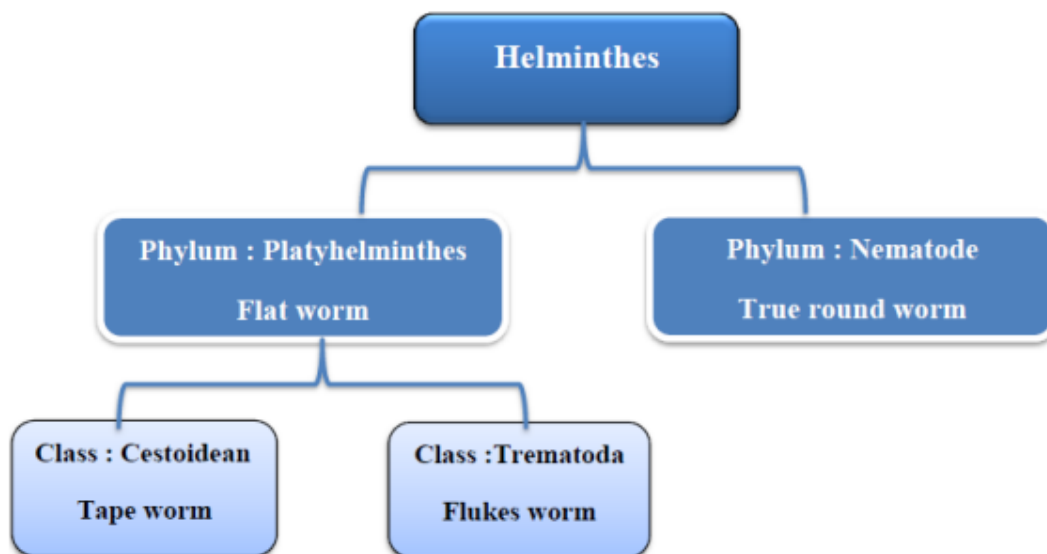 Helminthes
Phylum : Platyhelminthes
Flat worm
Phylum : Nematode
True round worm
Class : Cestoidean
Tape worm
Class :Trematoda
Flukes worm